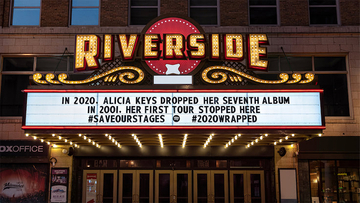 RIVERSIDE
IN 2020, ALICIA KEYS DROPPED HER SEVENTH ALBUM
IN 2001, HER FIRST TOUR STOPPED HERE
#SAVEOURSTAGES #2020WRAPPED
BOX OFFICE